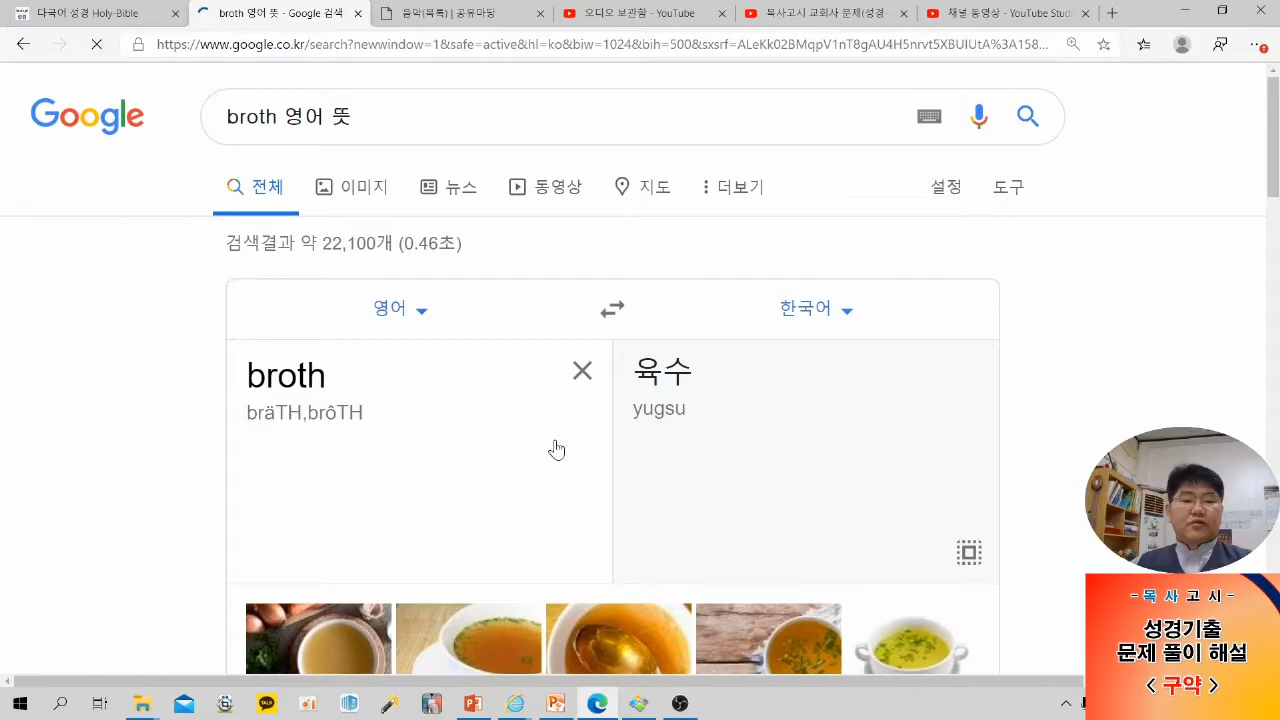 다국어 성경 Holy-Bible
broth 영어 뜻 - Google 검색
음악(목록) | 공유마당
오디오 보관함 - YouTube
목사고시 교회사 문제(성경-
채널 동영상 - YouTube Stud
https://www.google.co.kr/search?newwindow=1&safe=active&hl=ko&biw=1024&bih=500&sxsrf=ALeKk02BMqpV1nT8gAU4H5nrvt5XBUIUtA%3A158...
Google
broth 영어 뜻
전체 이미지 뉴스 동영상 지도 더보기 설정 도구
검색결과 약 22,100개 (0.46초)
영어 한국어
broth
bräTH,brôTH
육수
yugsu
- 목 사 고 시 -
성경기출
문제 풀이 해설
< 구약 >
TALK